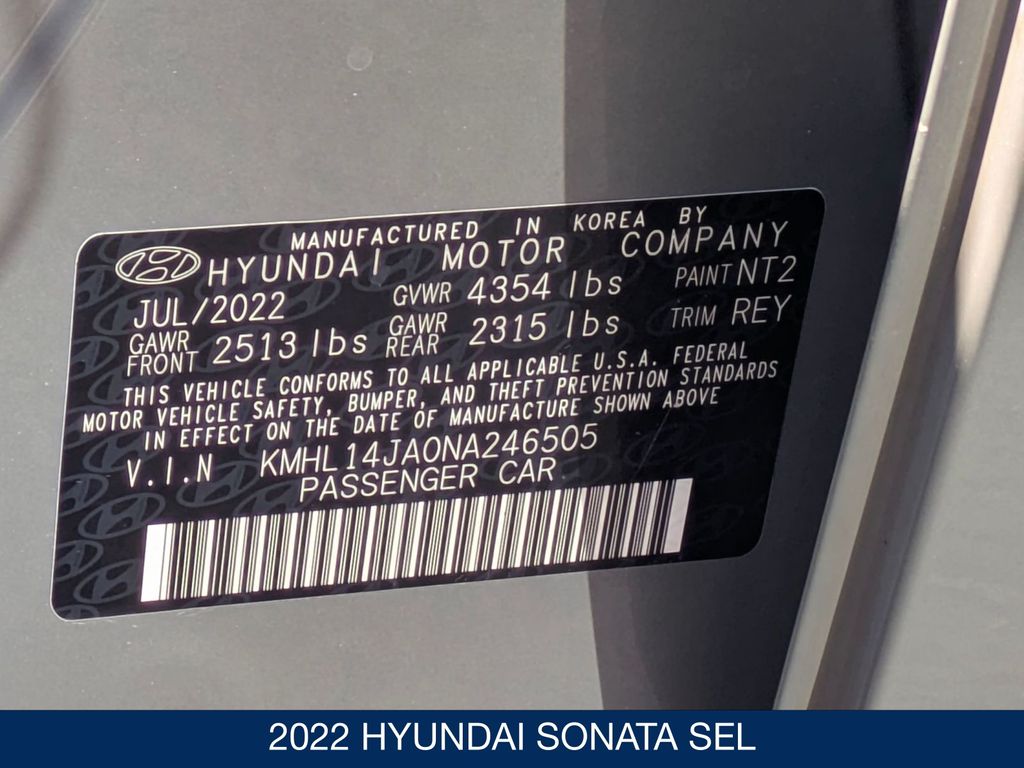 MANUFACTURED IN KOREA BY
HYUNDAI MOTOR COMPANY
JUL/2022 GVWR 4354 lbs PAINT NT2
GAWR FRONT 2513 lbs GAWR REAR 2315 lbs TRIM REY
THIS VEHICLE CONFORMS TO ALL APPLICABLE U.S.A. FEDERAL
MOTOR VEHICLE SAFETY, BUMPER, AND THEFT PREVENTION STANDARDS
IN EFFECT ON THE DATE OF MANUFACTURE SHOWN ABOVE
V.I.N KMHL14JA0NA246505
PASSENGER CAR
2022 HYUNDAI SONATA SEL